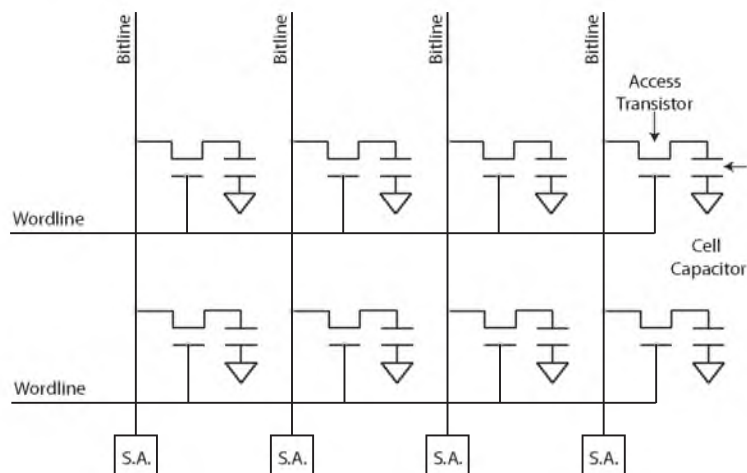 Bitline
Bitline
Bitline
Bitline
Access
Transistor
Wordline
Cell
Capacitor
Wordline
S.A.
S.A.
S.A.
S.A.